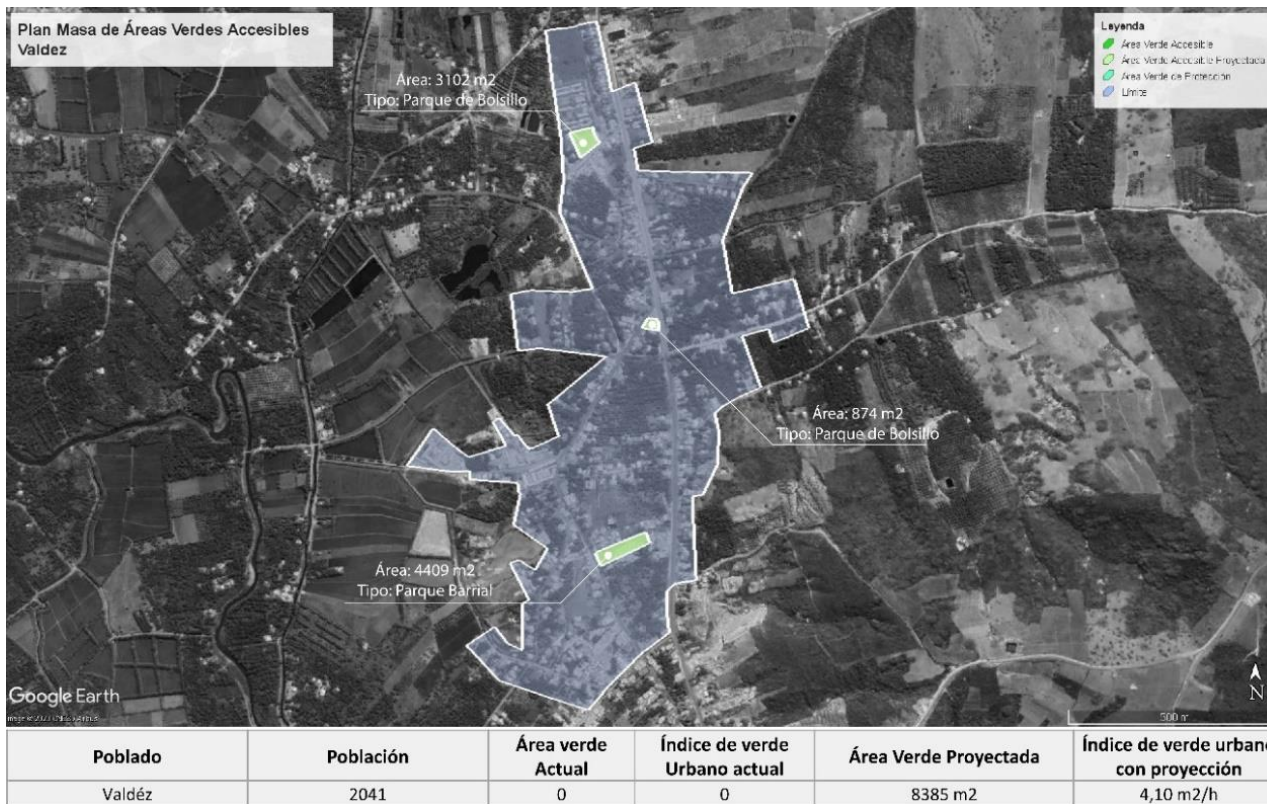 Plan Masa de Áreas Verdes Accesibles
Valdez
Leyenda
Área Verde Accesible
Área Verde Accesible Proyectada
Área Verde de Protección
Límite
Área: 3102 m2
Tipo: Parque de Bolsillo
Área: 874 m2
Tipo: Parque de Bolsillo
Área: 4409 m2
Tipo: Parque Barrial
Google Earth
N
500 m
Poblado
Población
Área verde
Actual
Índice de verde
Urbano actual
Área Verde Proyectada
Índice de verde urbano
con proyección
Valdéz
2041
0
0
8385 m2
4,10 m2/h